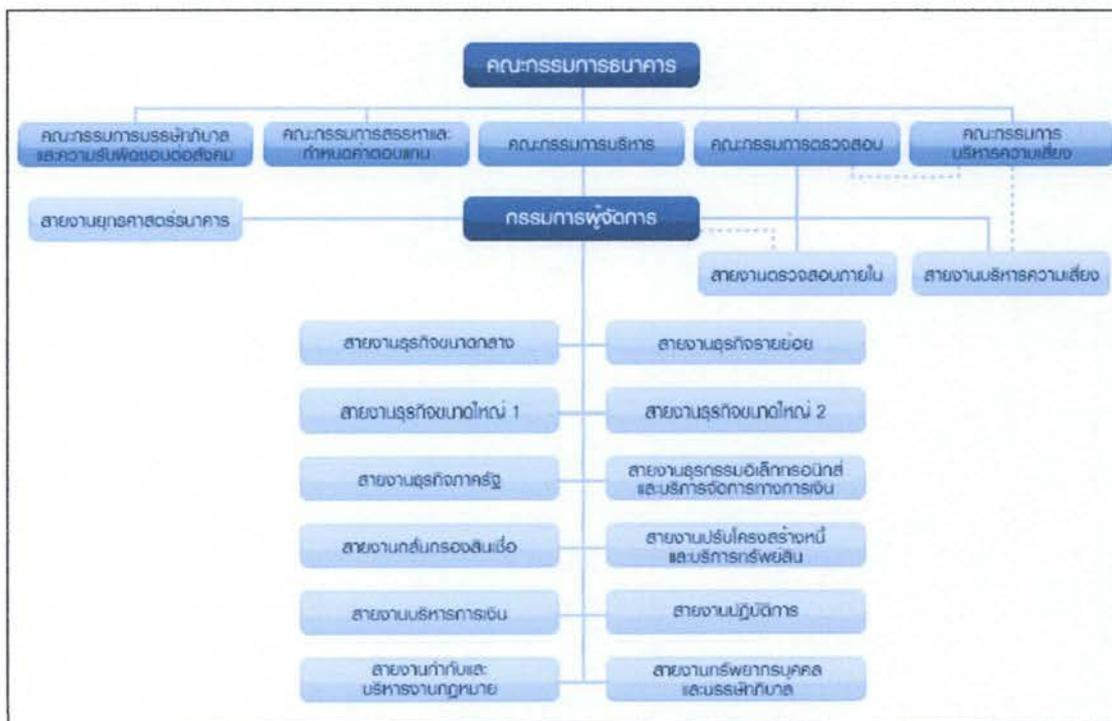 คณะกรรมการธนาคาร
คณะกรรมการบรรษัทภิบาล
และความรับผิดชอบต่อสังคม
คณะกรรมการสรรหาและ
กำหนดค่าตอบแทน
คณะกรรมการบริหาร
คณะกรรมการตรวจสอบ
คณะกรรมการ
บริหารความเสี่ยง
สายงานยุทธศาสตร์ธนาคาร
กรรมการผู้จัดการ
สายงานตรวจสอบภายใน
สายงานบริหารความเสี่ยง
สายงานธุรกิจขนาดกลาง
สายงานธุรกิจรายย่อย
สายงานธุรกิจขนาดใหญ่ 1
สายงานธุรกิจขนาดใหญ่ 2
สายงานธุรกิจภาครัฐ
สายงานธุรกรรมอิเล็กทรอนิกส์
และบริการจัดการทางการเงิน
สายงานกลั่นกรองสินเชื่อ
สายงานปรับโครงสร้างหนี้
และบริการทรัพย์สิน
สายงานบริหารการเงิน
สายงานปฏิบัติการ
สายงานกำกับและ
บริหารงานกฎหมาย
สายงานทรัพยากรบุคคล
และบรรษัทภิบาล